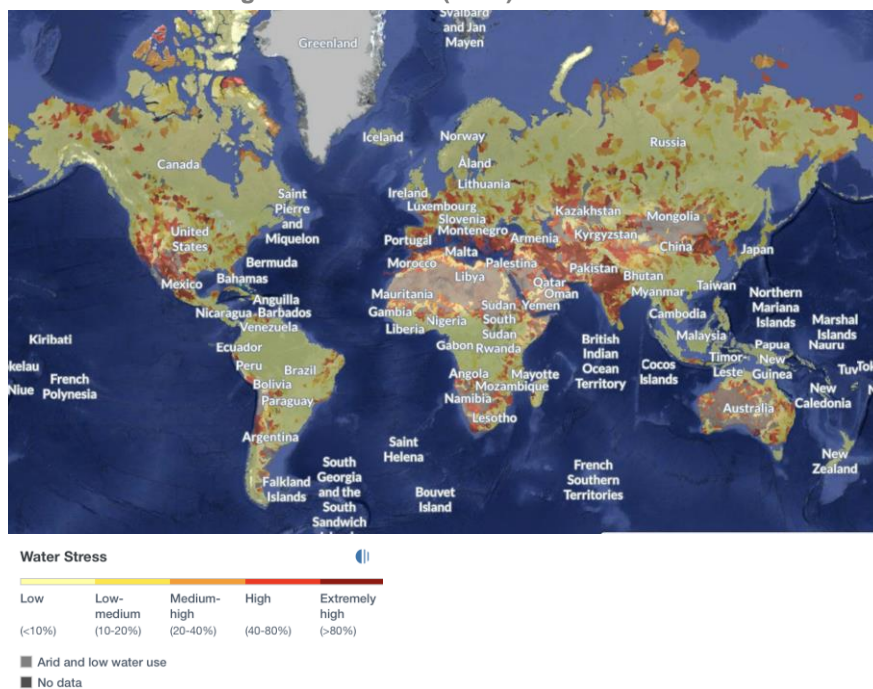 Svalbard
and Jan
Mayen
Greenland
Iceland
Norway
Russia
Åland
Canada
Lithuania
Ireland
Saint
Pierre
and
Miquelon
Luxembourg
Slovenia
Kazakhstan
Mongolia
United
States
Montenegro
Portugal
Armenia
Kyrgyzstan
China
Japan
Malta
Bermuda
Morocco
Palestina
Pakistan
Libya
Bhutan
Mexico
Bahamas
Qatar
Oman
Myanmar
Taiwan
Mauritania
Anguilla
Northern
Mariana
Islands
Sudan
Yemen
Nicaragua
Barbados
Gambia
Cambodia
Nigeria
South
Sudan
Marshal
Islands
Venezuela
Liberia
Malaysia
Kiribati
British
Indian
Ocean
Territory
Ecuador
Gabon
Rwanda
Papua
New
Guinea
Nauru
Timor-
Leste
kelau
Peru
Brazil
Cocos
Islands
Angola
Mayotte
Tuv
Tok
Niue
French
Polynesia
Bolivia
Mozambique
New
Caledonia
Paraguay
Namibia
Australia
Lesotho
Argentina
Saint
Helena
New
Zealand
South
Georgia
and the
South
Sandwich
French
Southern
Territories
Falkland
Islands
Bouvet
Island
Water Stress
Low
Low-
medium
Medium-
high
High
Extremely
high
(<10%)
(10-20%)
(20-40%)
(40-80%)
(>80%)
Arid and low water use
No data